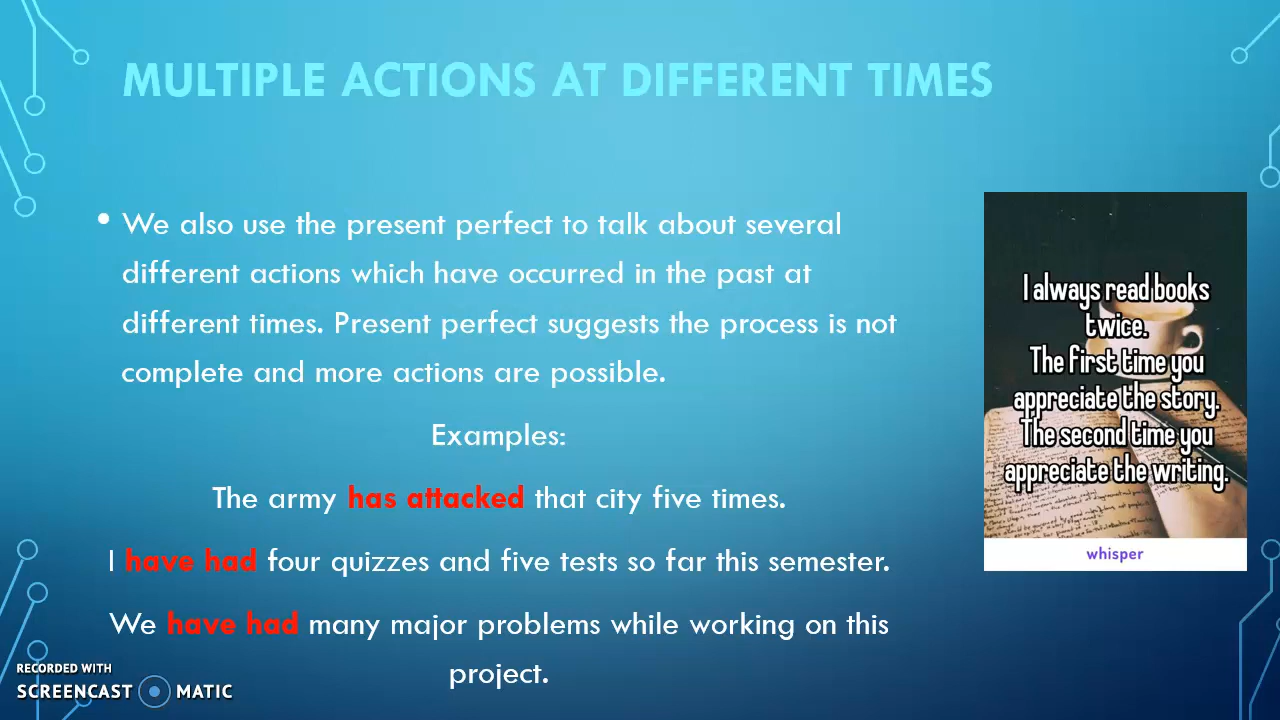 MULTIPLE ACTIONS AT DIFFERENT TIMES
• We also use the present perfect to talk about several
different actions which have occurred in the past at
different times. Present perfect suggests the process is not
complete and more actions are possible.
Examples:
The army has attacked that city five times.
I have had four quizzes and five tests so far this semester.
We have had many major problems while working on this
project.
I always read books
twice.
The first time you
appreciate the story.
The second time you
appreciate the writing.
whisper
RECORDED WITH
SCREENCAST MATIC